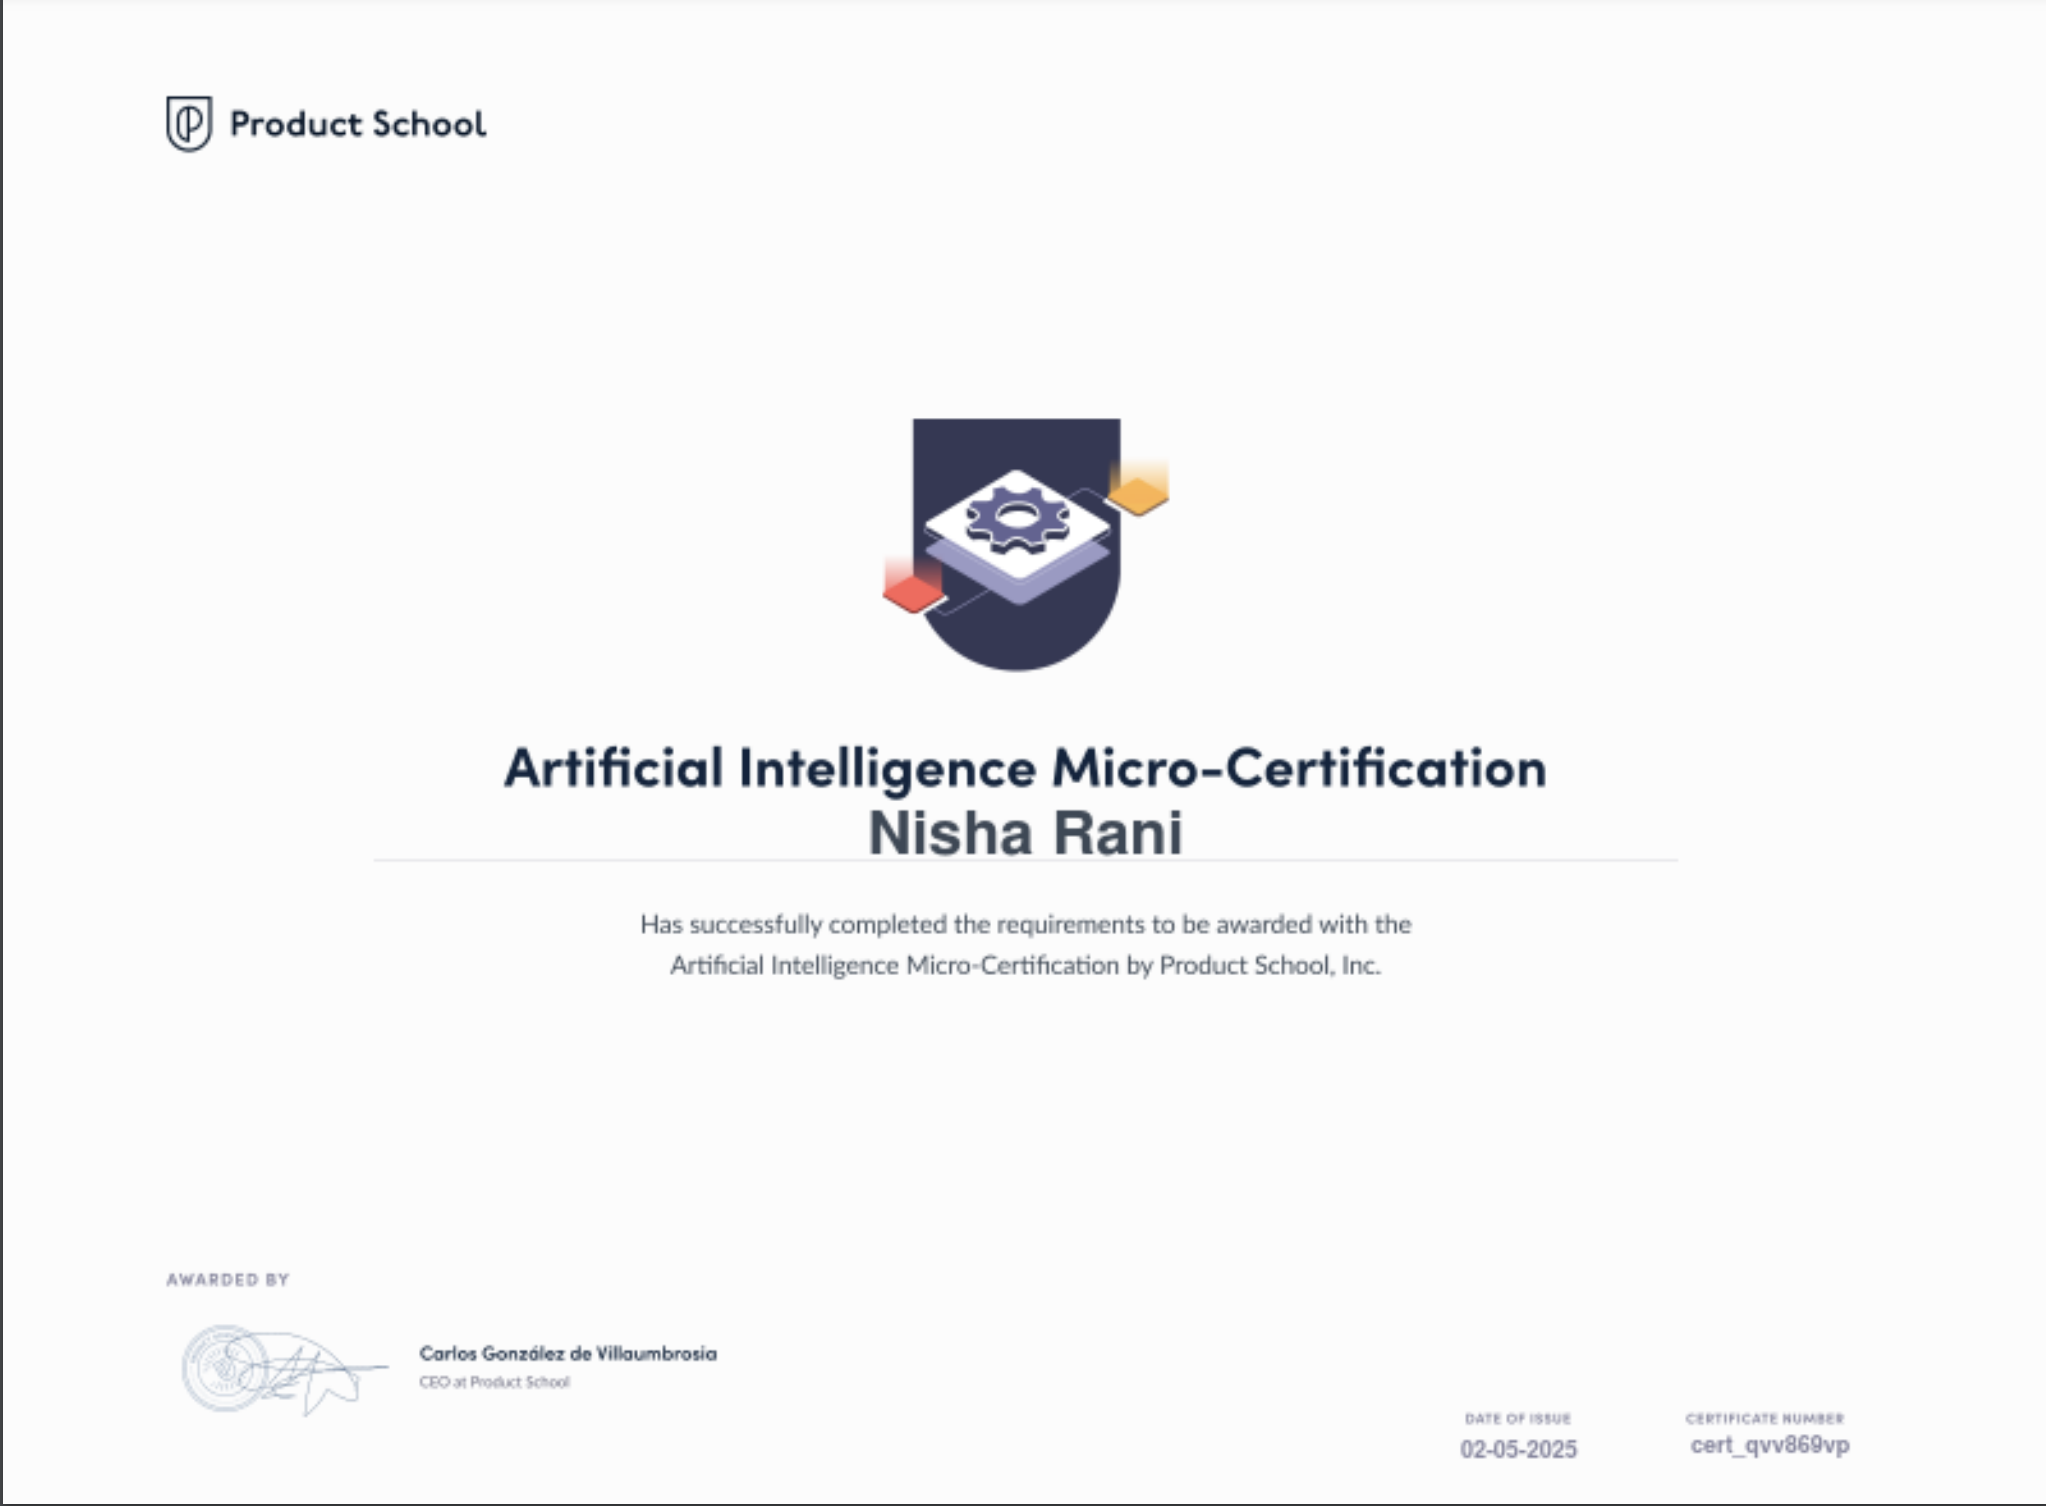 Product School
Artificial Intelligence Micro-Certification
Nisha Rani
Has successfully completed the requirements to be awarded with the
Artificial Intelligence Micro-Certification by Product School, Inc.
AWARDED BY
Carlos González de Villaumbrosia
CEO at Product School
DATE OF ISSUE
02-05-2025
CERTIFICATE NUMBER
cert_qvv869vp